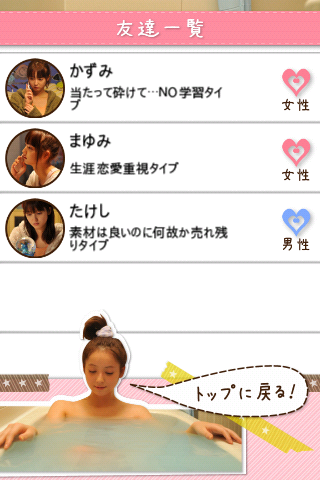 友達一覧
かずみ
当たって砕けて…NO学習タイ
プ
女性
まゆみ
生涯恋愛重視タイプ
女性
たけし
素材は良いのに何故か売れ残
りタイプ
男性
トップに戻る!